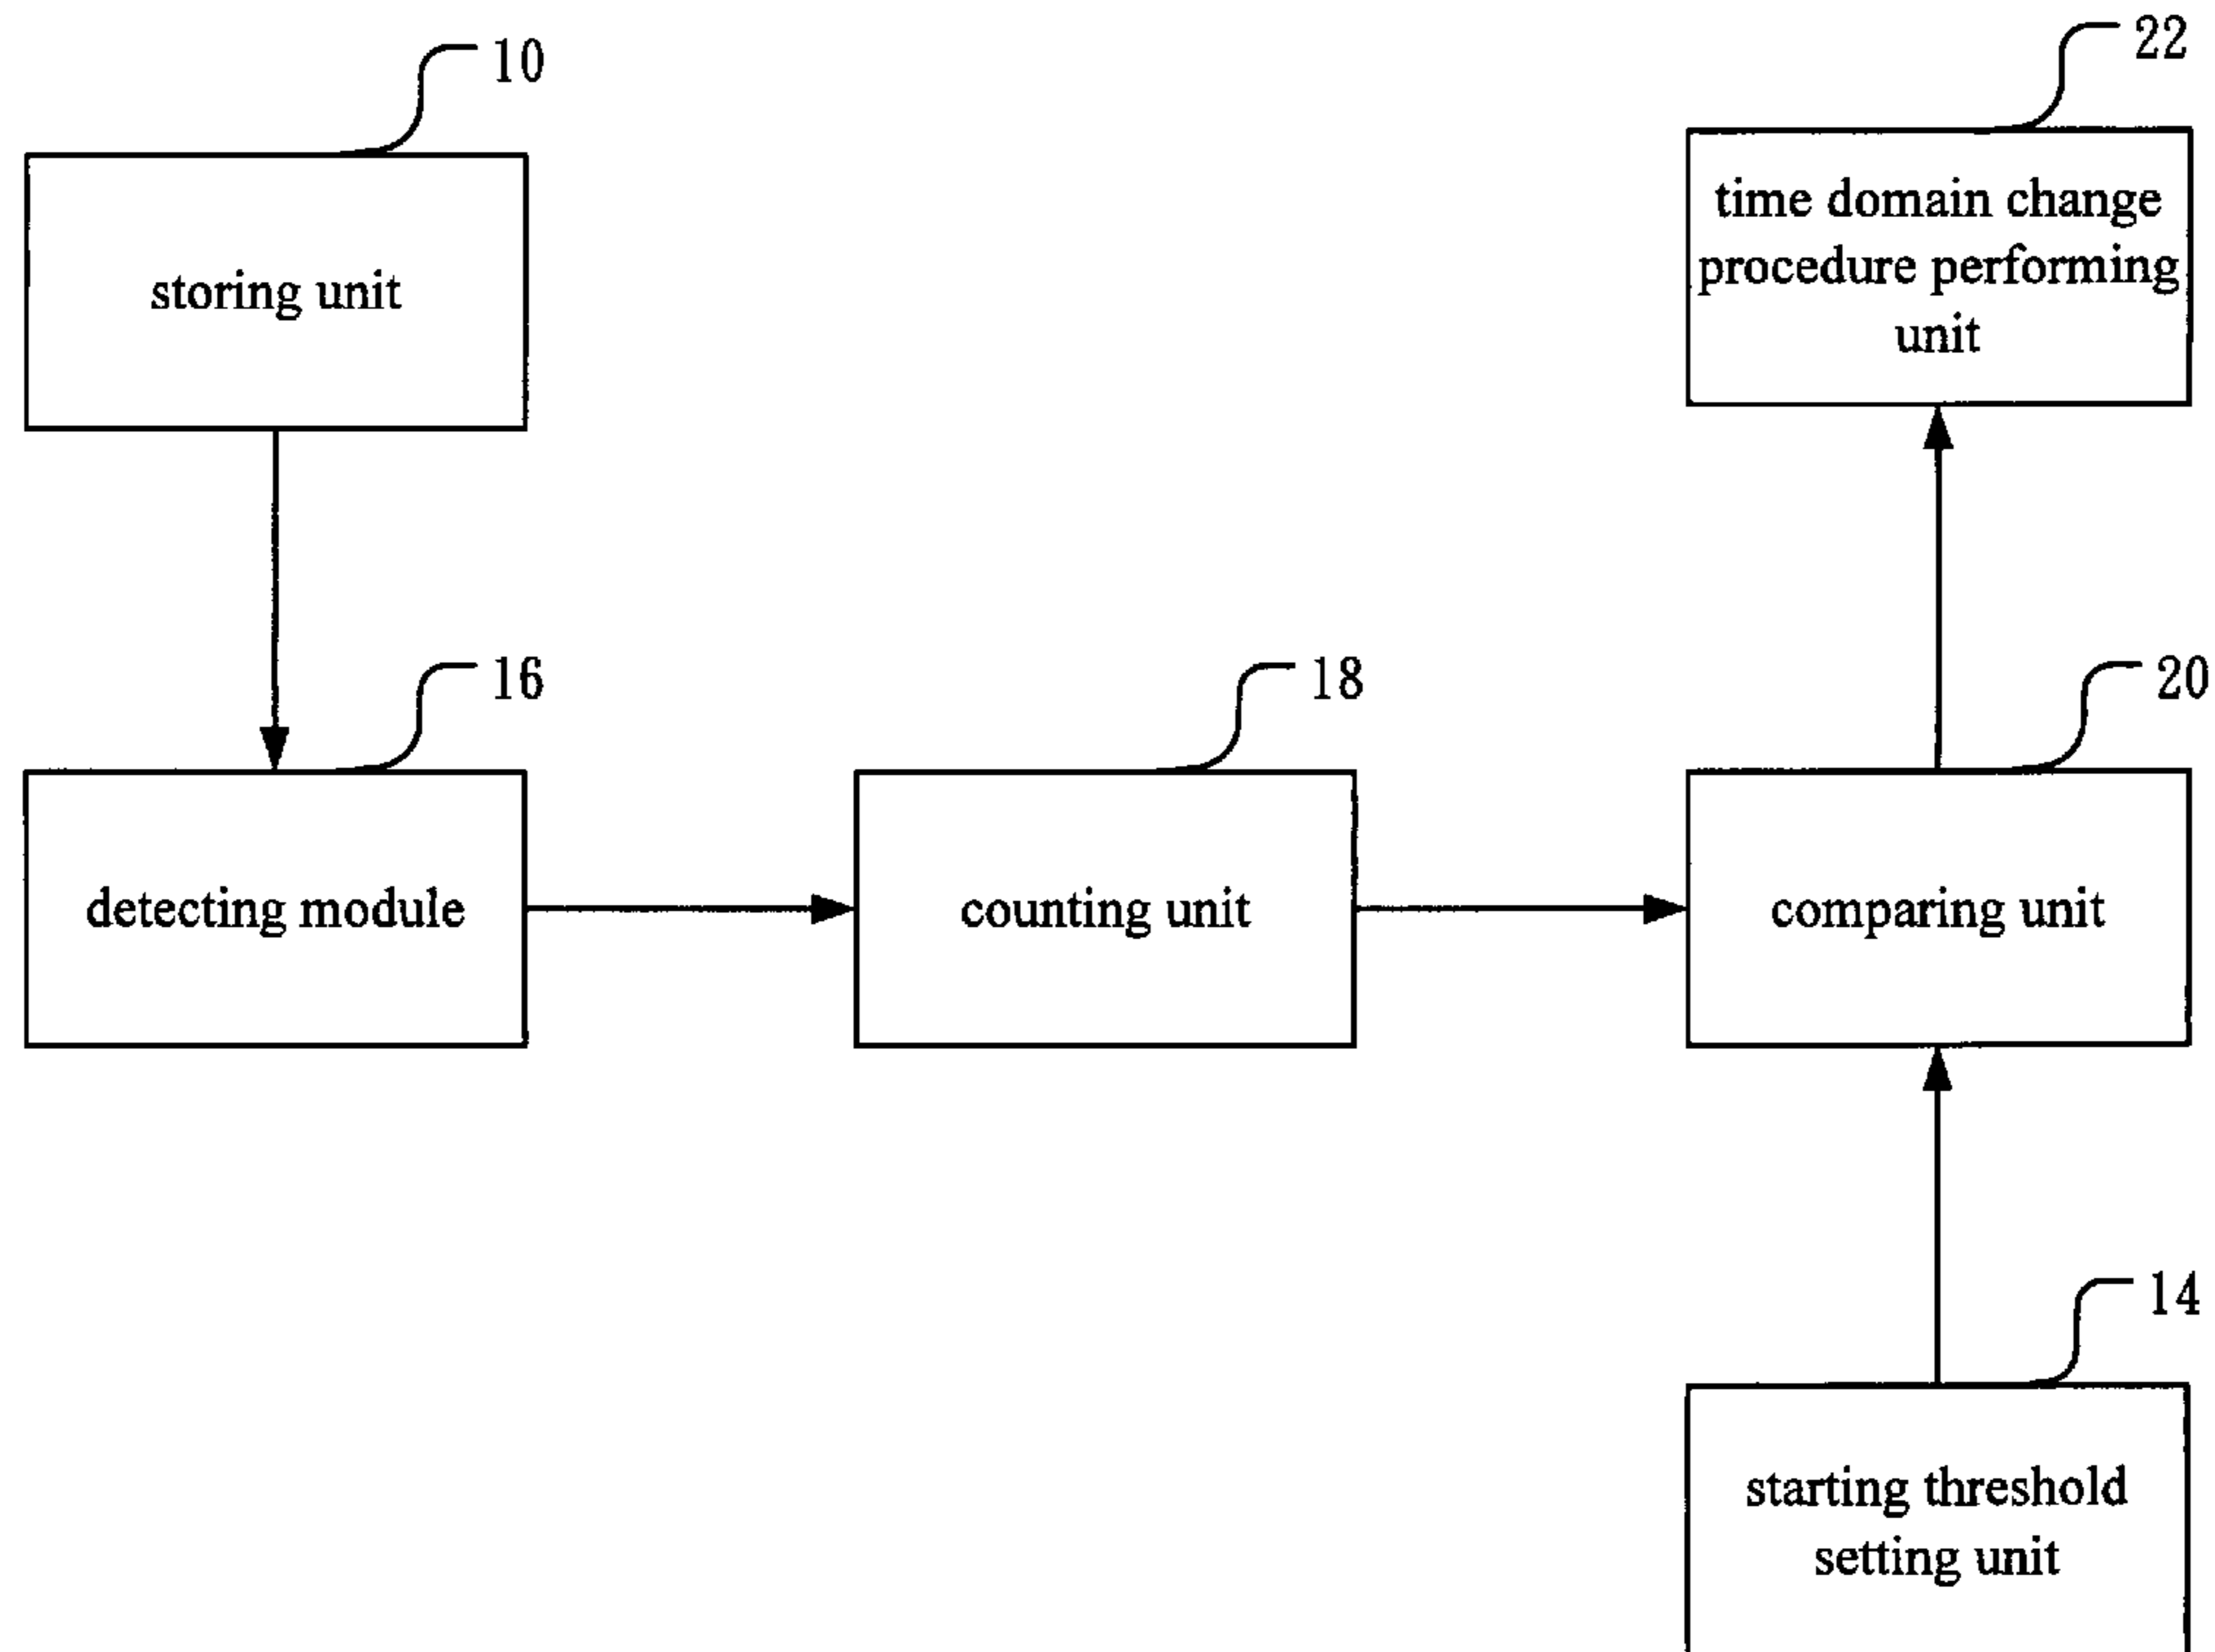 10
22
storing unit
time domain change
procedure performing
unit
16
18
20
detecting module
counting unit
comparing unit
14
starting threshold
setting unit